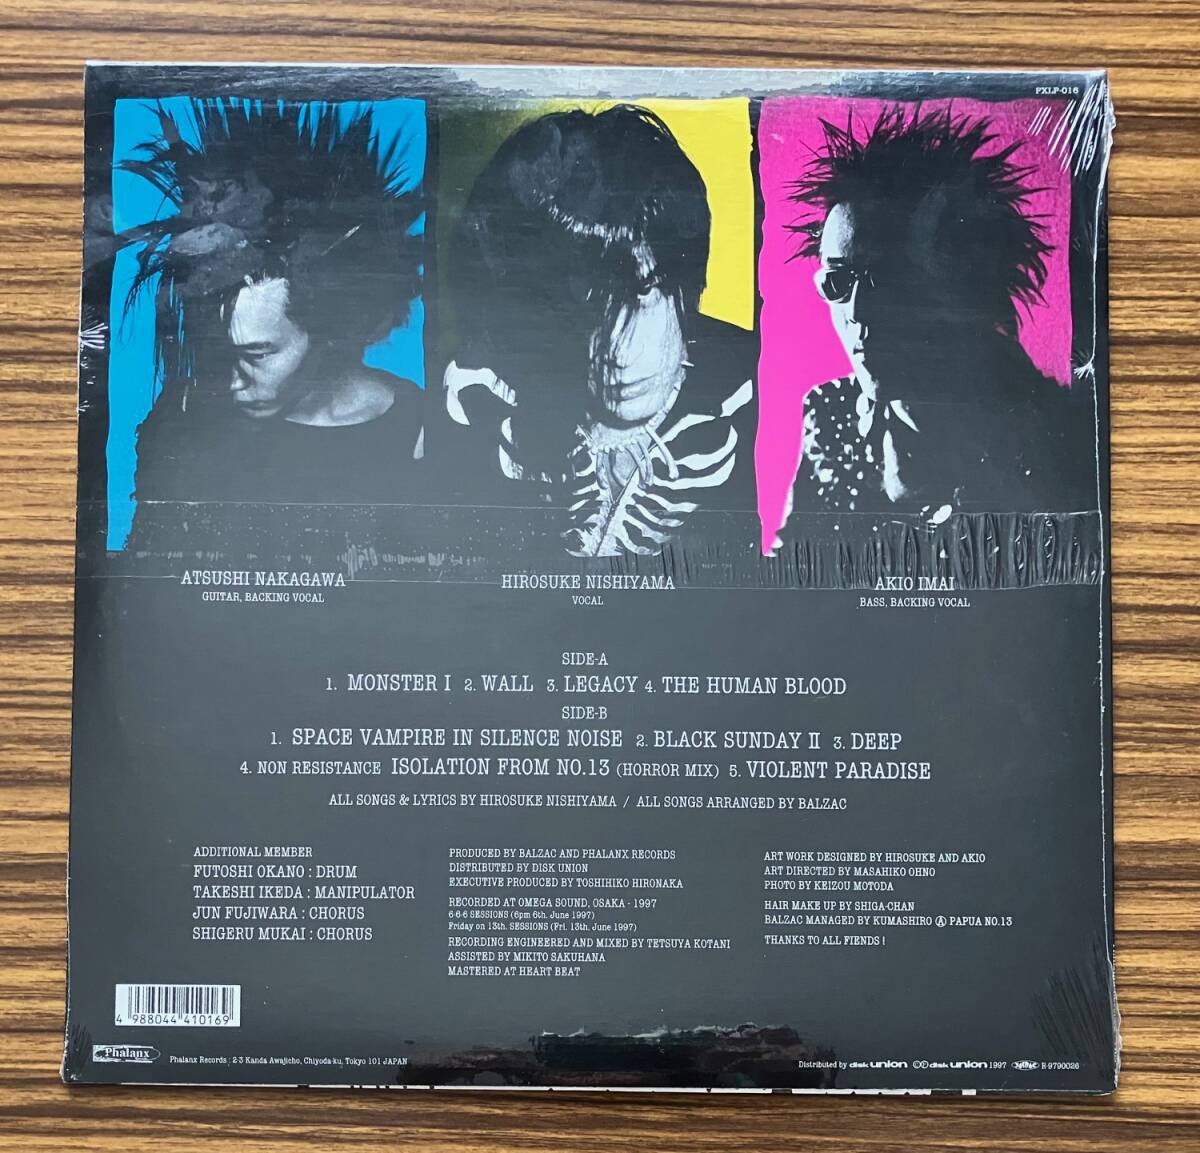 PXLP-016
ATSUSHI NAKAGAWA
GUITAR, BACKING VOCAL
HIROSUKE NISHIYAMA
VOCAL
AKIO IMAI
BASS, BACKING VOCAL
SIDE-A
1. MONSTER I 2. WALL 3. LEGACY 4. THE HUMAN BLOOD
SIDE-B
1. SPACE VAMPIRE IN SILENCE NOISE 2. BLACK SUNDAY II 3. DEEP
4. NON RESISTANCE ISOLATION FROM NO.13 (HORROR MIX) 5. VIOLENT PARADISE
ALL SONGS & LYRICS BY HIROSUKE NISHIYAMA / ALL SONGS ARRANGED BY BALZAC
ADDITIONAL MEMBER
FUTOSHI OKANO : DRUM
TAKESHI IKEDA : MANIPULATOR
JUN FUJIWARA : CHORUS
SHIGERU MUKAI : CHORUS
PRODUCED BY BALZAC AND PHALANX RECORDS
DISTRIBUTED BY DISK UNION
EXECUTIVE PRODUCED BY TOSHIHIKO HIRONAKA
RECORDED AT OMEGA SOUND, OSAKA - 1997
6-6-6 SESSIONS (6pm 6th. June 1997)
Friday on 13th. SESSIONS (Fri. 13th. June 1997)
RECORDING ENGINEERED AND MIXED BY TETSUYA KOTANI
ASSISTED BY MIKITO SAKUHANA
MASTERED AT HEART BEAT
ART WORK DESIGNED BY HIROSUKE AND AKIO
ART DIRECTED BY MASAHIKO OHNO
PHOTO BY KEIZOU MOTODA
HAIR MAKE UP BY SHIGA-CHAN
BALZAC MANAGED BY KUMASHIRO Ⓐ PAPUA NO.13
THANKS TO ALL FIENDS !
4 988044 410169
Phalanx
Phalanx Records : 2-3 Kanda Awajicho, Chiyoda-ku, Tokyo 101 JAPAN
Distributed by disk union ©℗ disk union 1997 R-9790026